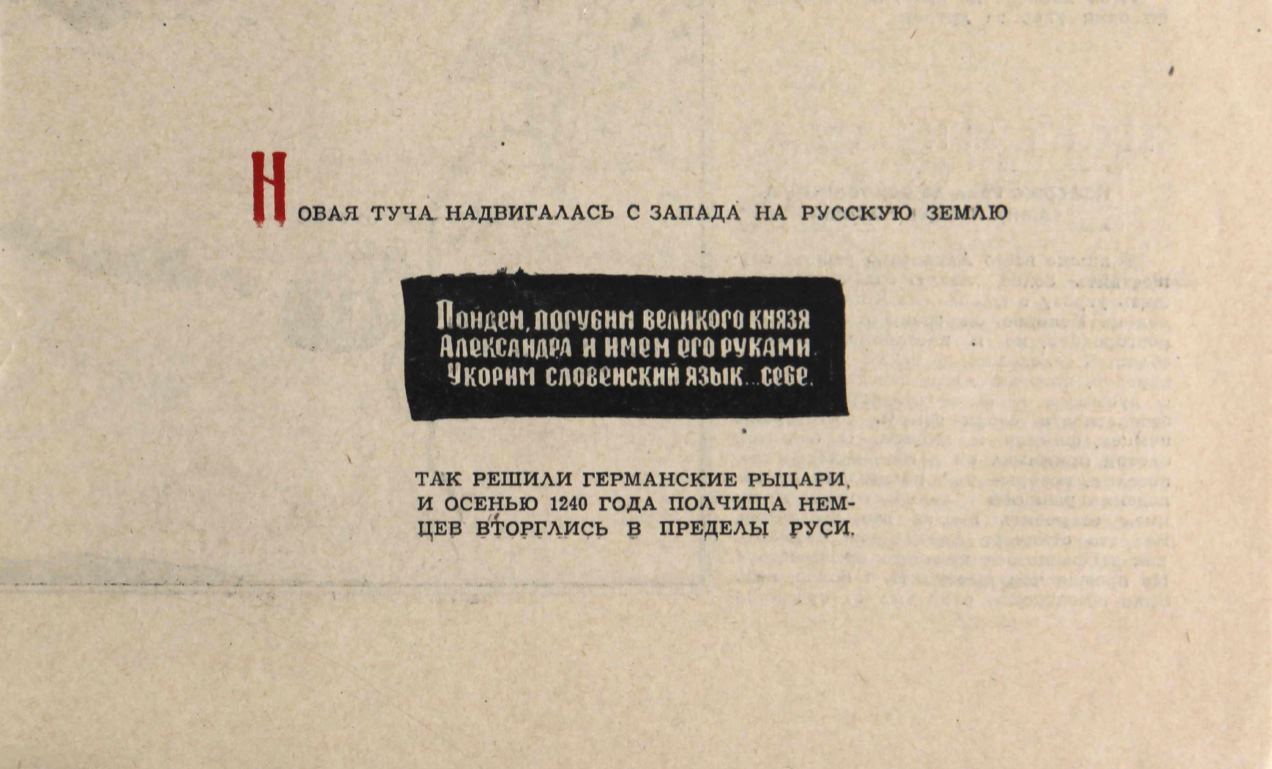 НОВАЯ ТУЧА НАДВИГАЛАСЬ С ЗАПАДА НА РУССКУЮ ЗЕМЛЮ
Пойдем, погубим великого князя
Александра и имем его руками.
Укорим словенский язык...себе.
ТАК РЕШИЛИ ГЕРМАНСКИЕ РЫЦАРИ,
И ОСЕНЬЮ 1240 ГОДА ПОЛЧИЩА НЕМ-
ЦЕВ ВТОРГЛИСЬ В ПРЕДЕЛЫ РУСИ.